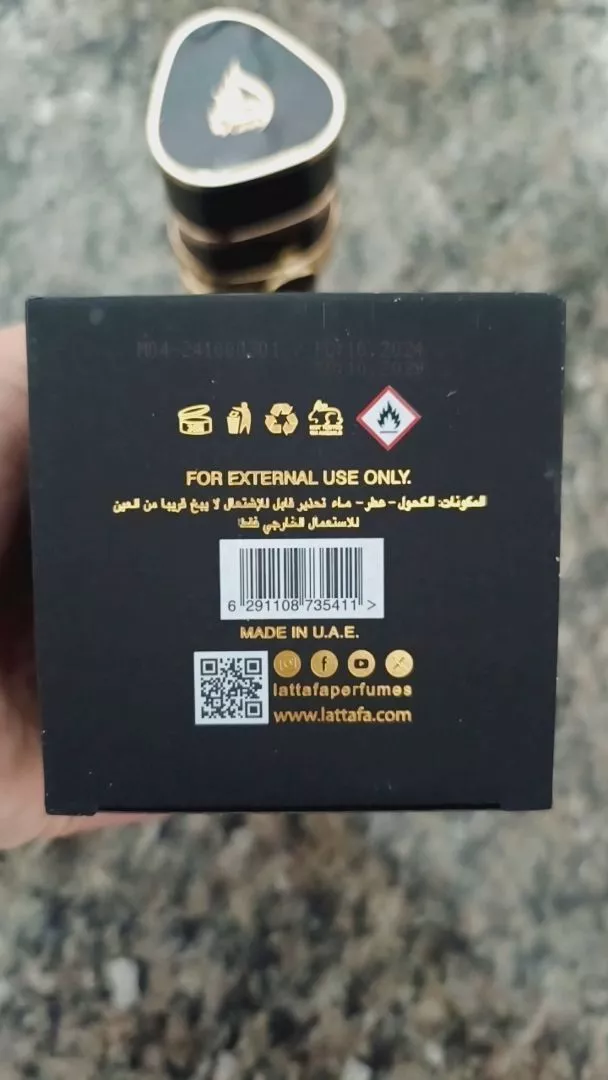 FOR EXTERNAL USE ONLY.
المكونات: الكحول - عطر - ماء تحذير قابل للإشتعال لا يبخ قريبا من العين
للاستعمال الخارجي فقط
6 291108 735411 >
MADE IN U.A.E.
lattafaperfumes
www.lattafa.com